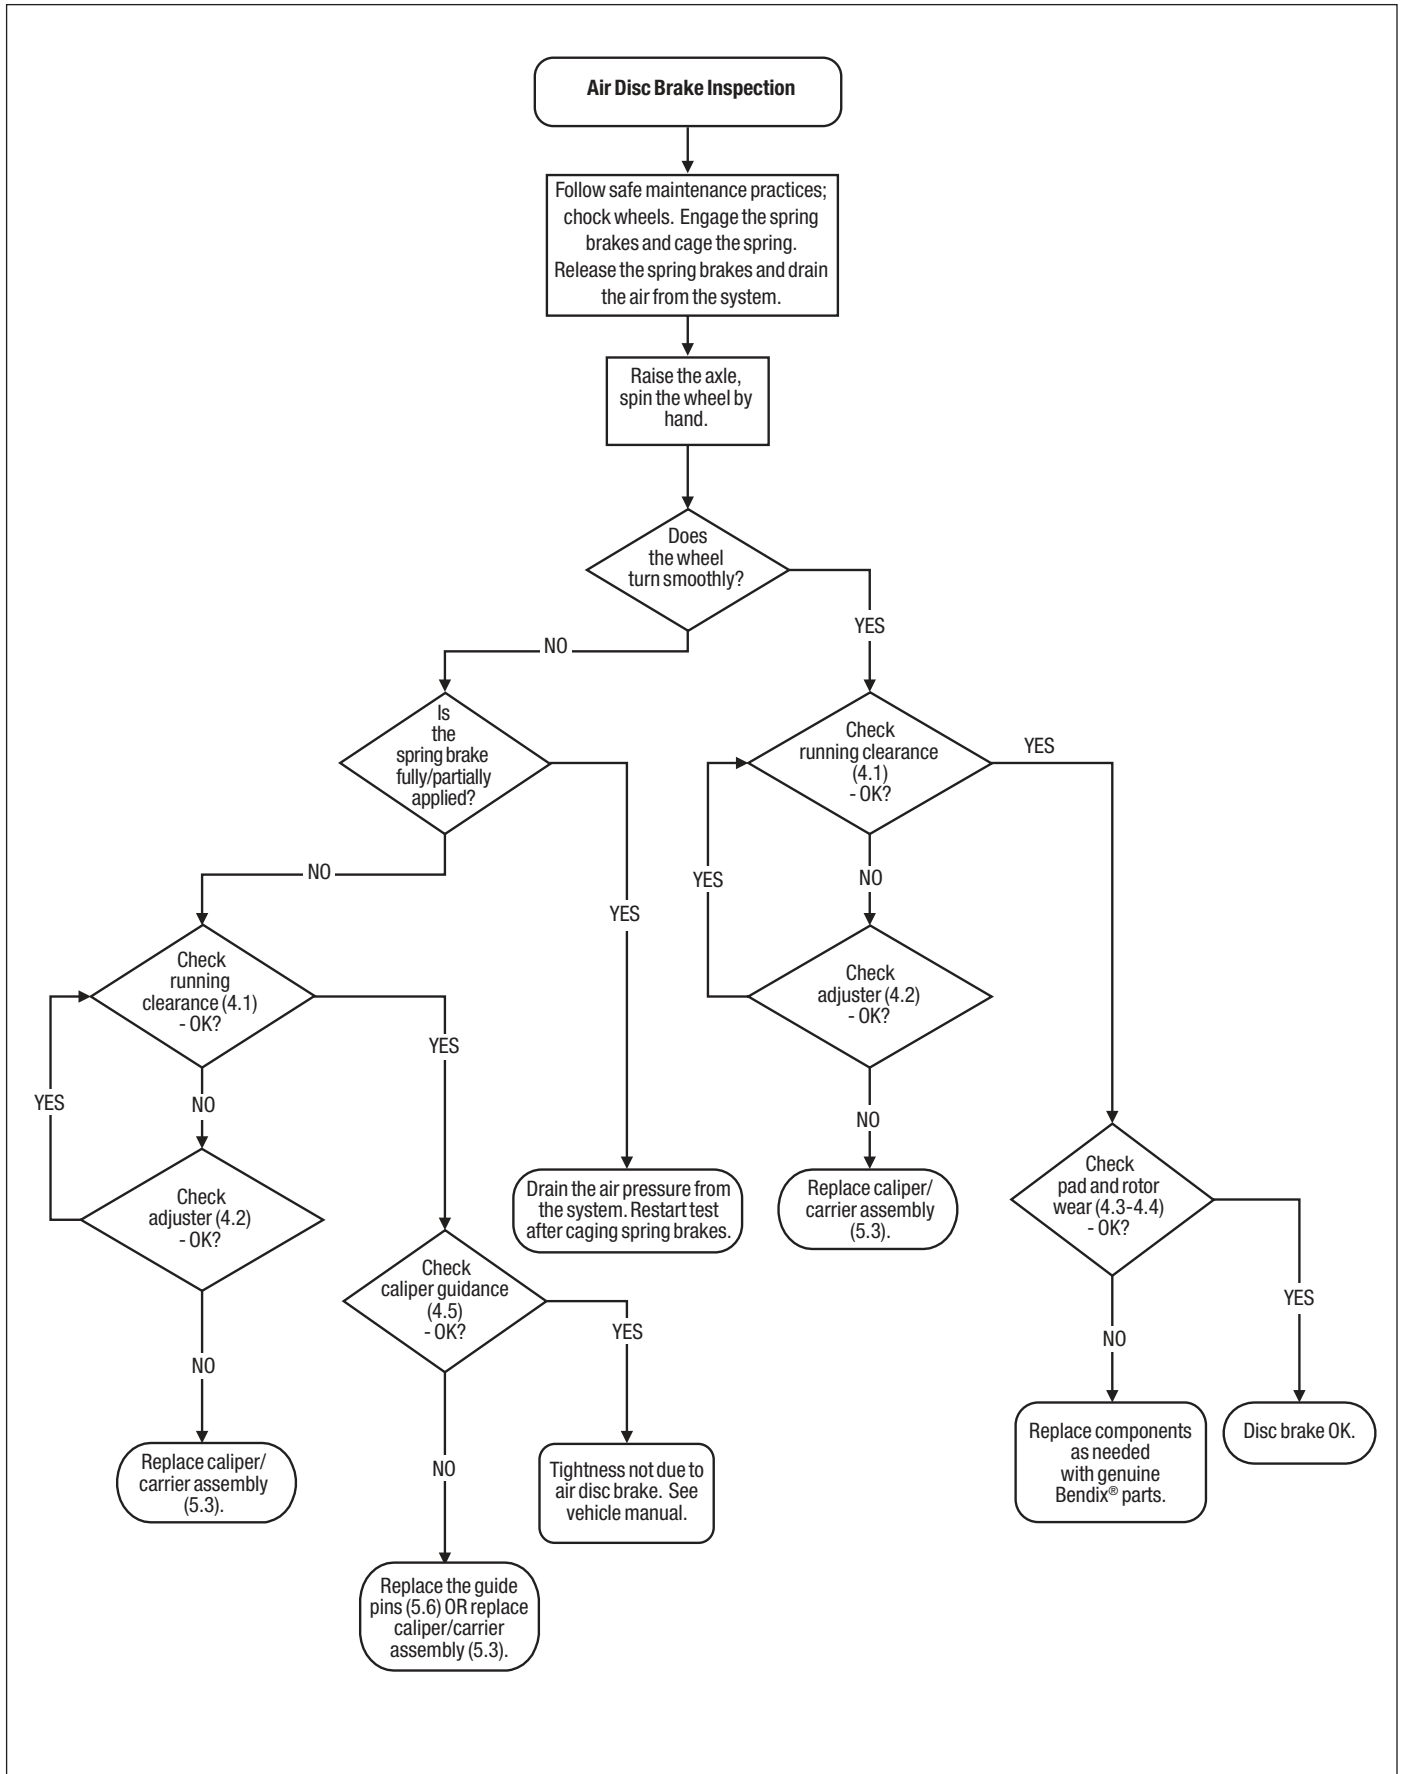 Air Disc Brake Inspection
Follow safe maintenance practices;
chock wheels. Engage the spring
brakes and cage the spring.
Release the spring brakes and drain
the air from the system.
Raise the axle,
spin the wheel by
hand.
Does
the wheel
turn smoothly?
NO
YES
Is
the
spring brake
fully/partially
applied?
NO
YES
Check
running clearance
(4.1)
- OK?
YES
NO
YES
Check
adjuster (4.2)
- OK?
NO
Replace caliper/
carrier assembly
(5.3).
Check
running
clearance (4.1)
- OK?
YES
NO
YES
Check
adjuster (4.2)
- OK?
NO
Replace caliper/
carrier assembly
(5.3).
Drain the air pressure from
the system. Restart test
after caging spring brakes.
Check
caliper guidance
(4.5)
- OK?
YES
NO
Tightness not due to
air disc brake. See
vehicle manual.
Replace the guide
pins (5.6) OR replace
caliper/carrier
assembly (5.3).
Check
pad and rotor
wear (4.3-4.4)
- OK?
YES
NO
Replace components
as needed
with genuine
Bendix® parts.
Disc brake OK.